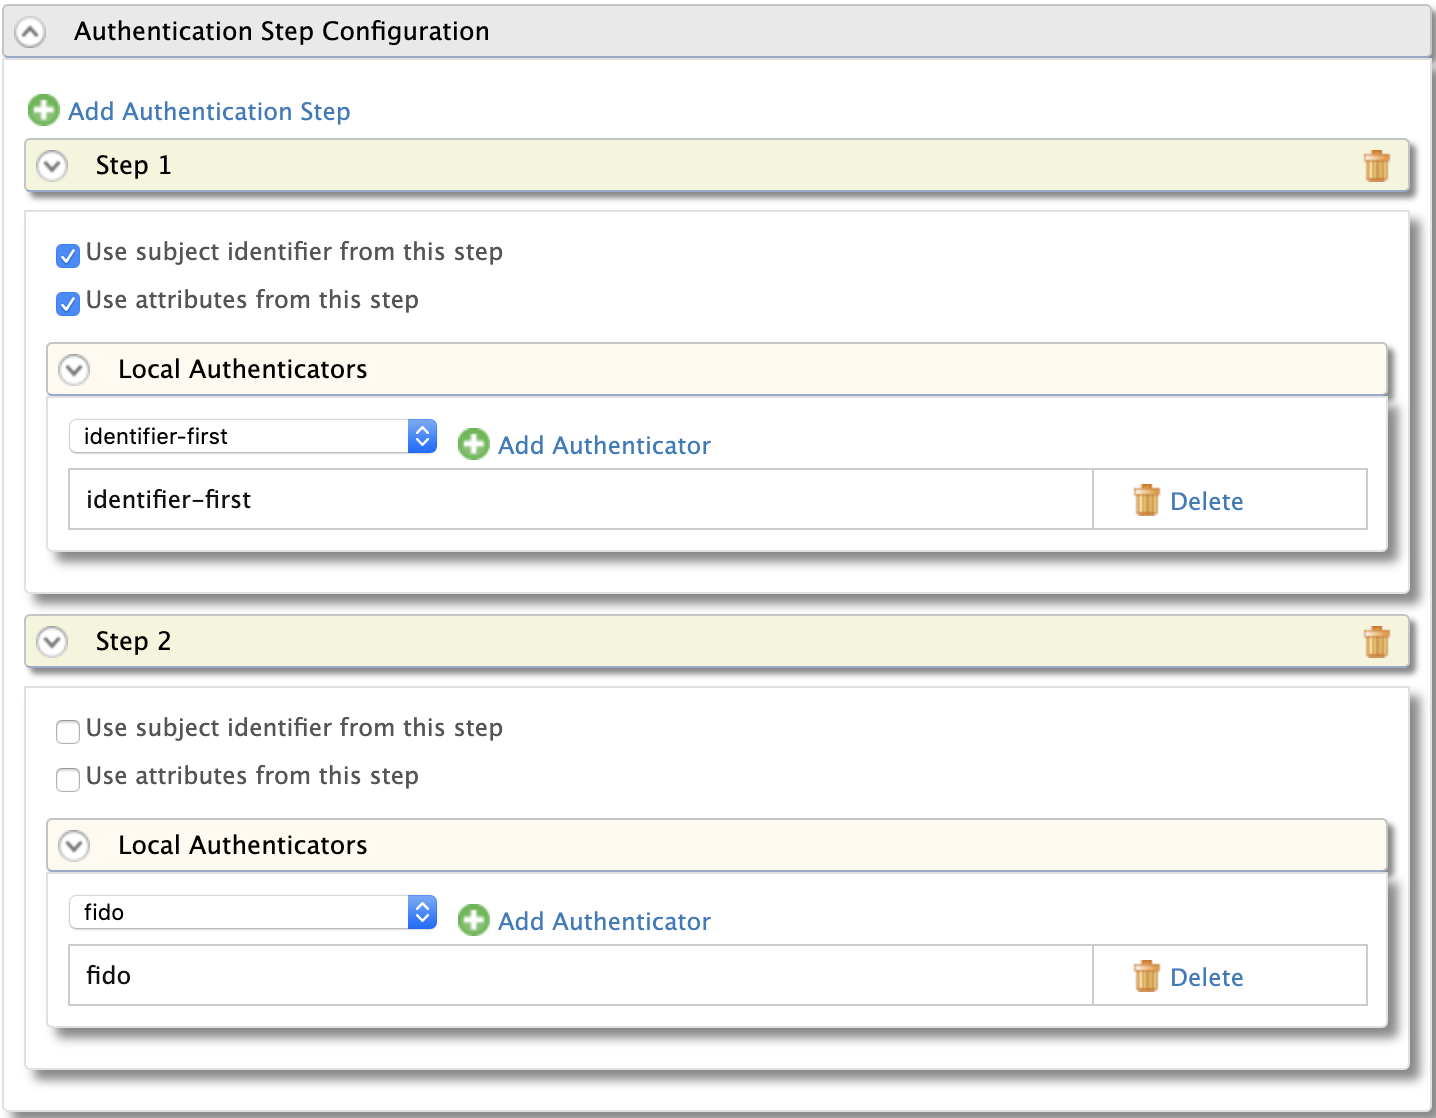 Authentication Step Configuration
Add Authentication Step
Step 1
Use subject identifier from this step
Use attributes from this step
Local Authenticators
identifier-first
Add Authenticator
identifier-first
Delete
Step 2
Use subject identifier from this step
Use attributes from this step
Local Authenticators
fido
Add Authenticator
fido
Delete